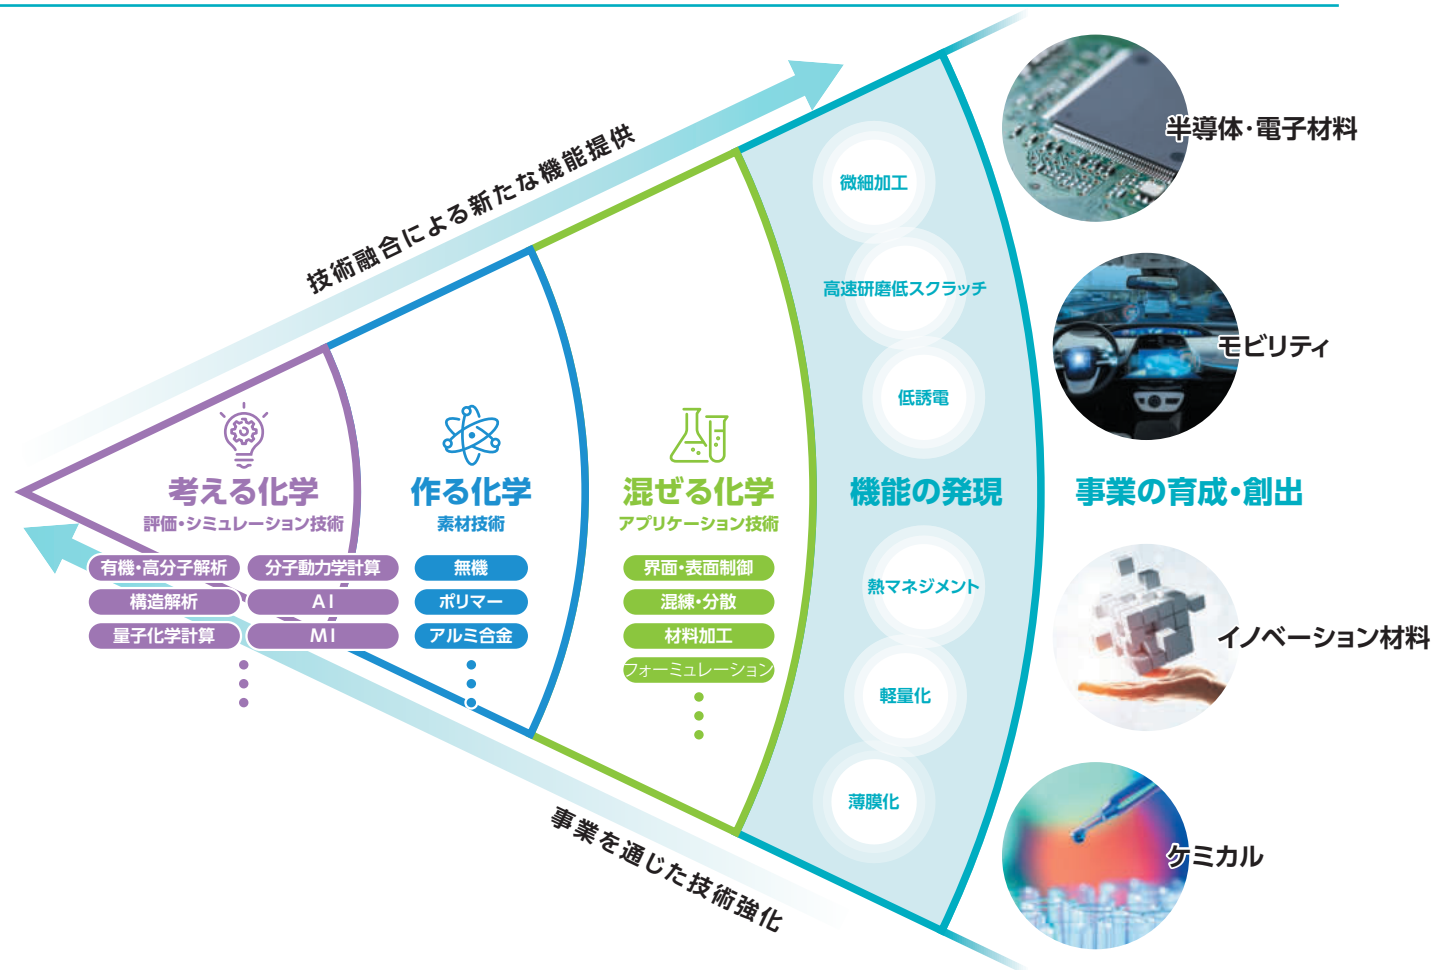 技術融合による新たな機能提供
考える化学
評価・シミュレーション技術
有機・高分子解析
分子動力学計算
構造解析
AI
量子化学計算
MI
作る化学
素材技術
無機
ポリマー
アルミ合金
混ぜる化学
アプリケーション技術
界面・表面制御
混練・分散
材料加工
フォーミュレーション
微細加工
高速研磨低スクラッチ
低誘電
機能の発現
熱マネジメント
軽量化
薄膜化
半導体・電子材料
モビリティ
事業の育成・創出
イノベーション材料
ケミカル
事業を通じた技術強化